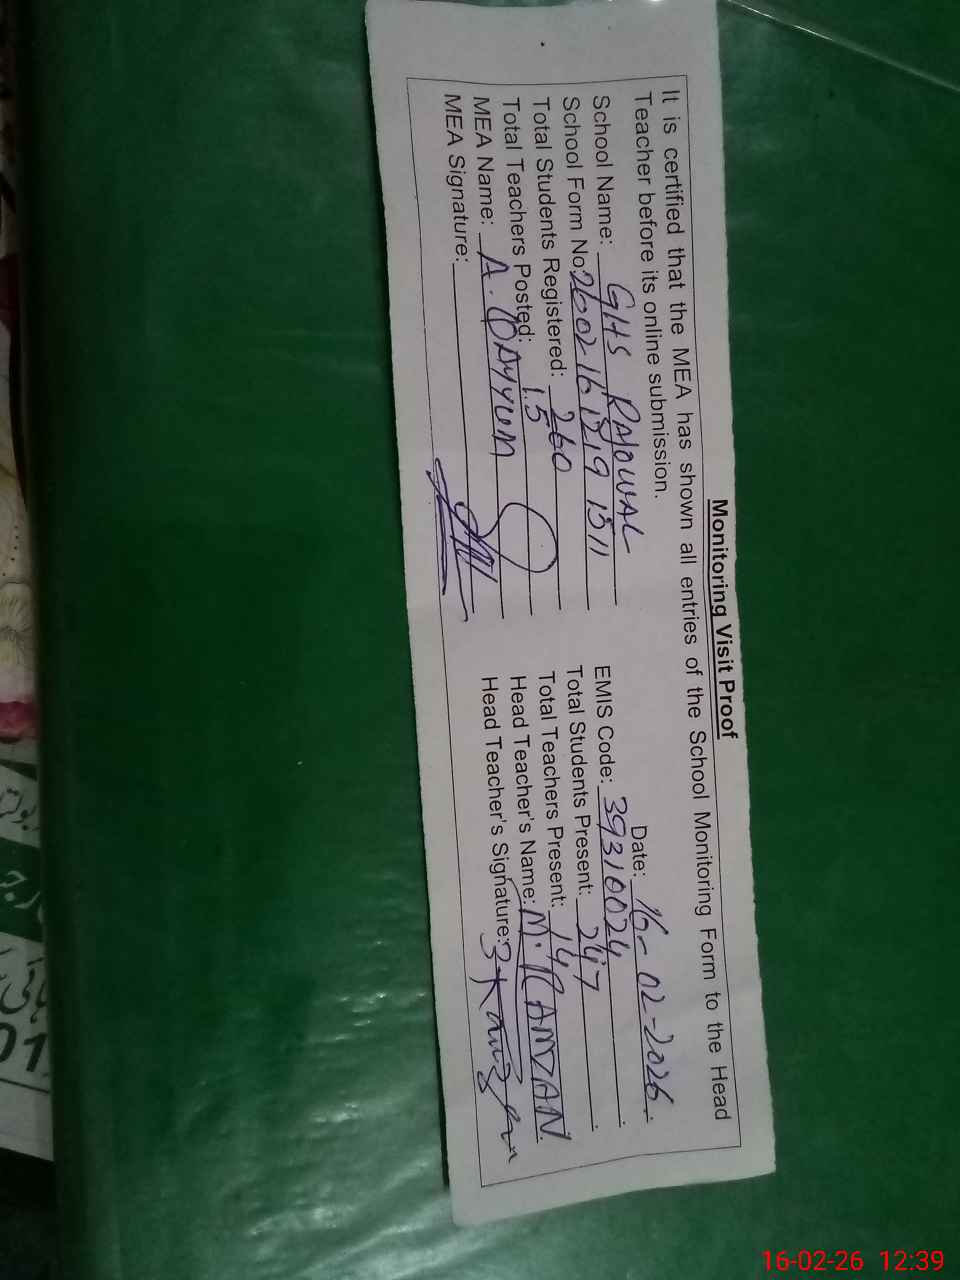 Monitoring Visit Proof
It is certified that the MEA has shown all entries of the School Monitoring Form to the Head
Teacher before its online submission.
Date: 16-02-2026.
School Name: GHS RAJOWAL
EMIS Code: 39310024
School Form No: 
Total Students Present: 247
Total Students Registered: 260
Total Teachers Present: 14
Total Teachers Posted: 15
Head Teacher's Name: M. RAMZAN
MEA Name: A. QAYYUM
Head Teacher's Signature:
MEA Signature:
16-02-26 12:39